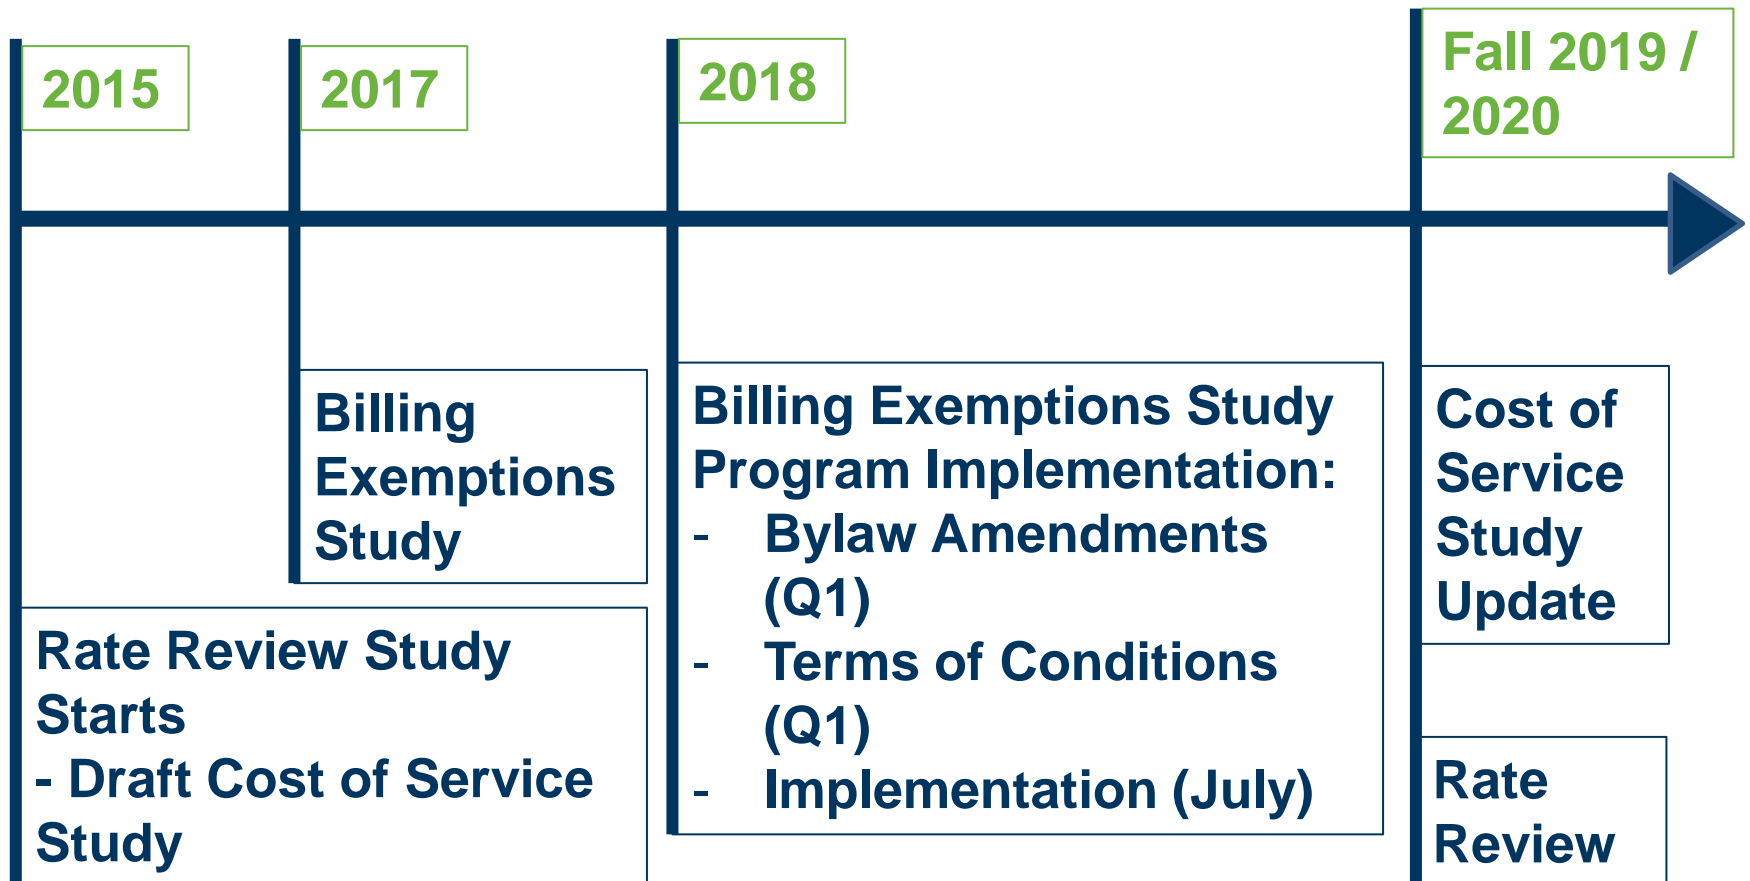 2015
2017
2018
Fall 2019 /
2020
Billing
Exemptions
Study
Rate Review Study
Starts
- Draft Cost of Service
Study
Billing Exemptions Study
Program Implementation:
- Bylaw Amendments
(Q1)
- Terms of Conditions
(Q1)
- Implementation (July)
Cost of
Service
Study
Update
Rate
Review